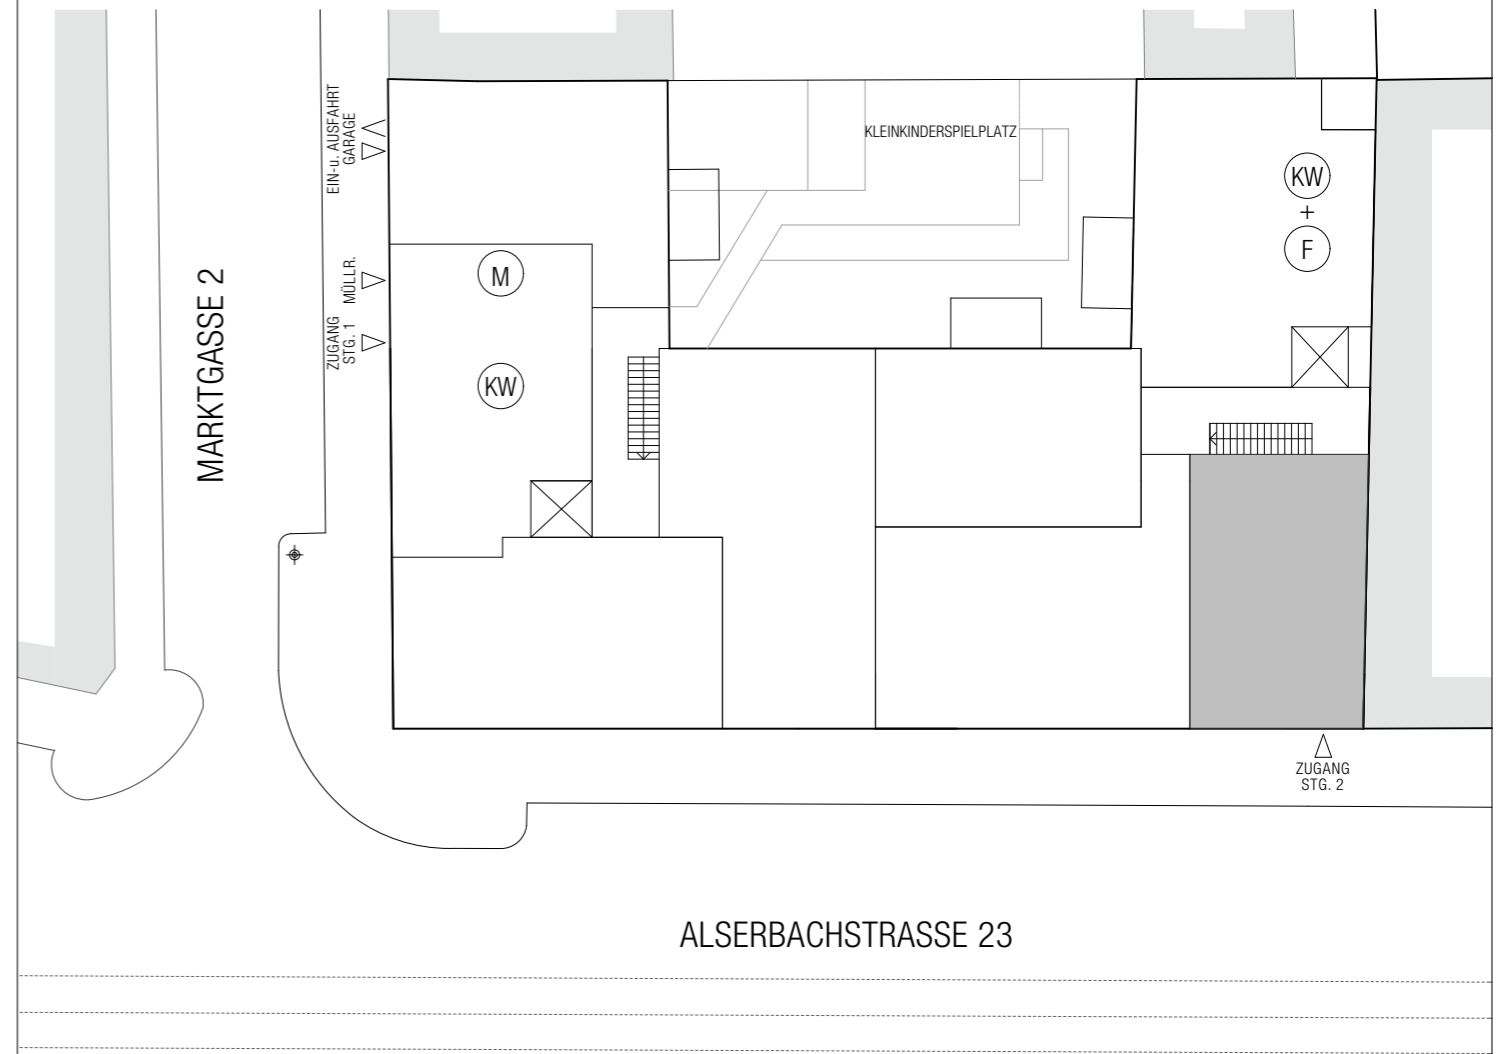 EIN-u. AUSFAHRT
GARAGE
KLEINKINDERSPIELPLATZ
KW
+
F
MÜLLR.
M
ZUGANG
STG. 1
KW
MARKTGASSE 2
ZUGANG
STG. 2
ALSERBACHSTRASSE 23